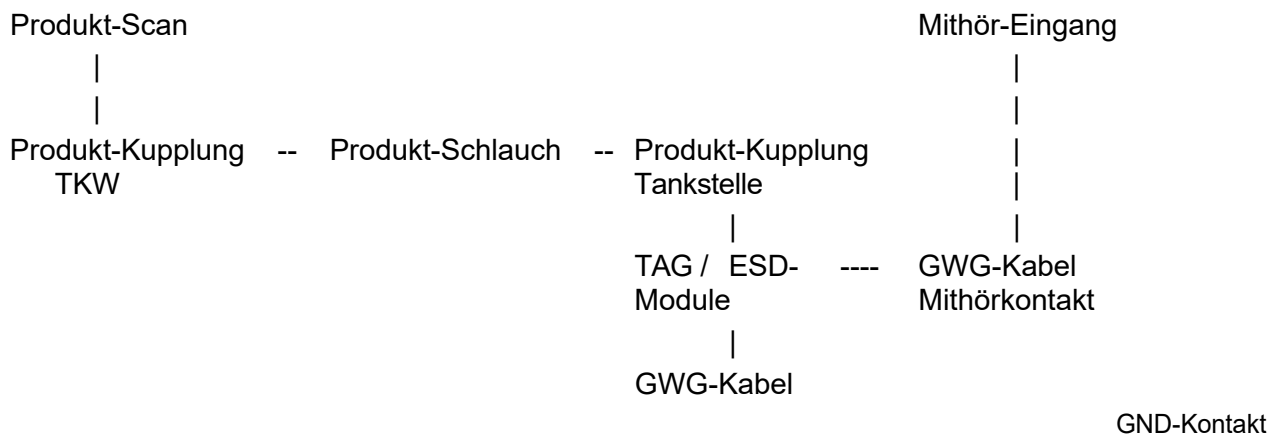 Produkt-Scan Mithör-Eingang
Produkt-Kupplung -- Produkt-Schlauch -- Produkt-Kupplung
TKW Tankstelle
TAG / ESD- ---- GWG-Kabel
Module Mithörkontakt
GWG-Kabel
GND-Kontakt